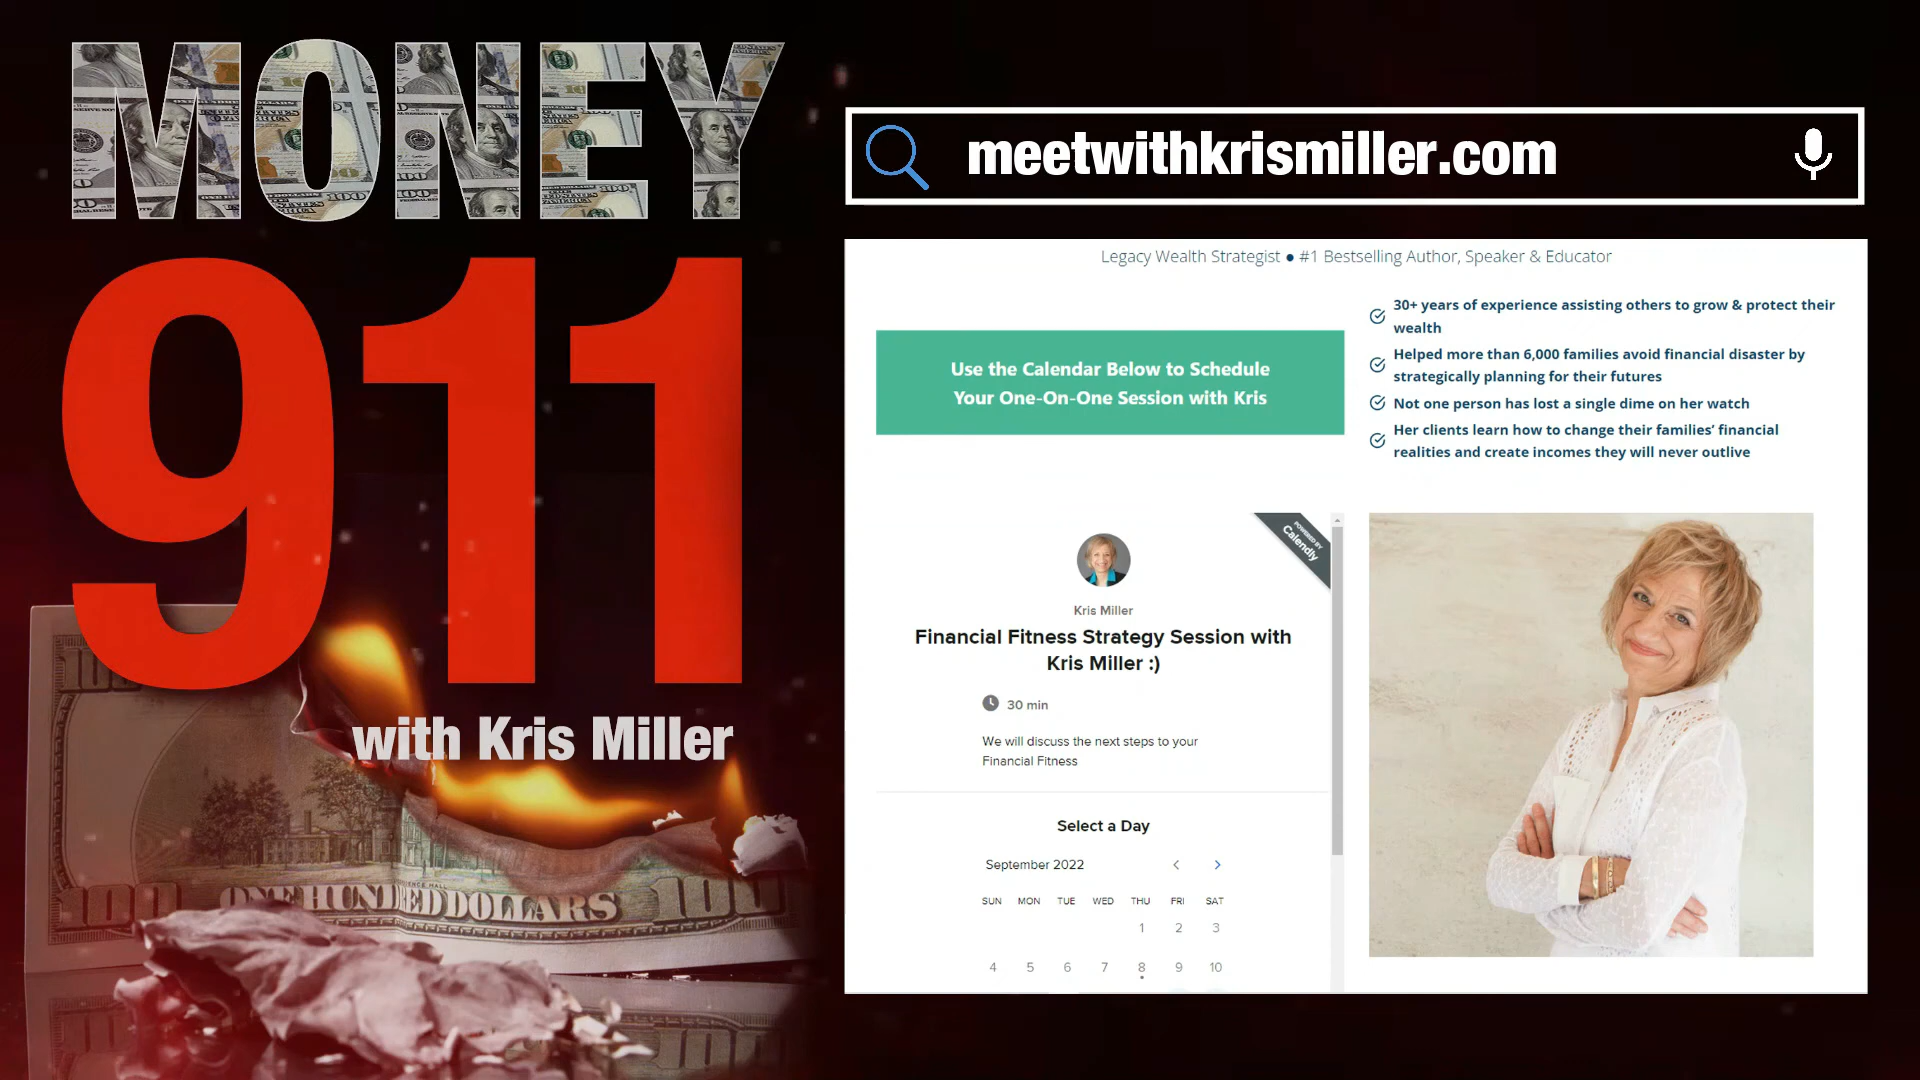 MONEY
911
with Kris Miller
100
ONE HUNDRED DOLLARS
100
100
meetwithkrismiller.com
Legacy Wealth Strategist ● #1 Bestselling Author, Speaker & Educator
Use the Calendar Below to Schedule
Your One-On-One Session with Kris
30+ years of experience assisting others to grow & protect their
wealth
Helped more than 6,000 families avoid financial disaster by
strategically planning for their futures
Not one person has lost a single dime on her watch
Her clients learn how to change their families’ financial
realities and create incomes they will never outlive
POWERED BY
Calendly
Kris Miller
Financial Fitness Strategy Session with
Kris Miller :)
30 min
We will discuss the next steps to your
Financial Fitness
Select a Day
September 2022
SUN MON TUE WED THU FRI SAT
1 2 3
4 5 6 7 8 9 10